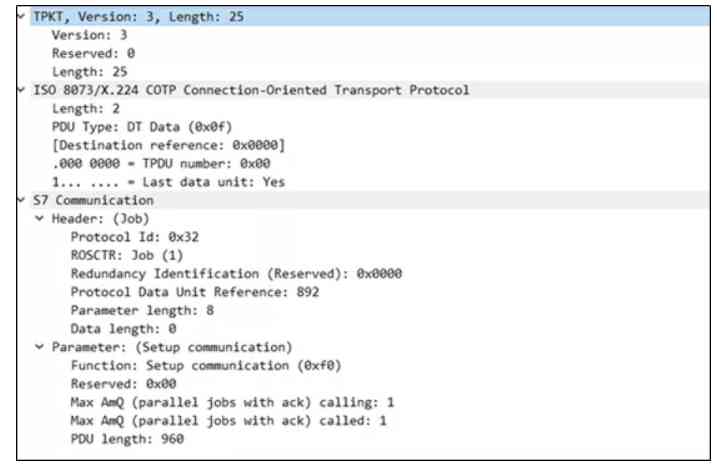 TPKT, Version: 3, Length: 25
Version: 3
Reserved: 0
Length: 25
ISO 8073/X.224 COTP Connection-Oriented Transport Protocol
Length: 2
PDU Type: DT Data (0x0f)
[Destination reference: 0x0000]
.000 0000 = TPDU number: 0x00
1... .... = Last data unit: Yes
S7 Communication
Header: (Job)
Protocol Id: 0x32
ROSCTR: Job (1)
Redundancy Identification (Reserved): 0x0000
Protocol Data Unit Reference: 892
Parameter length: 8
Data length: 0
Parameter: (Setup communication)
Function: Setup communication (0xf0)
Reserved: 0x00
Max AmQ (parallel jobs with ack) calling: 1
Max AmQ (parallel jobs with ack) called: 1
PDU length: 960